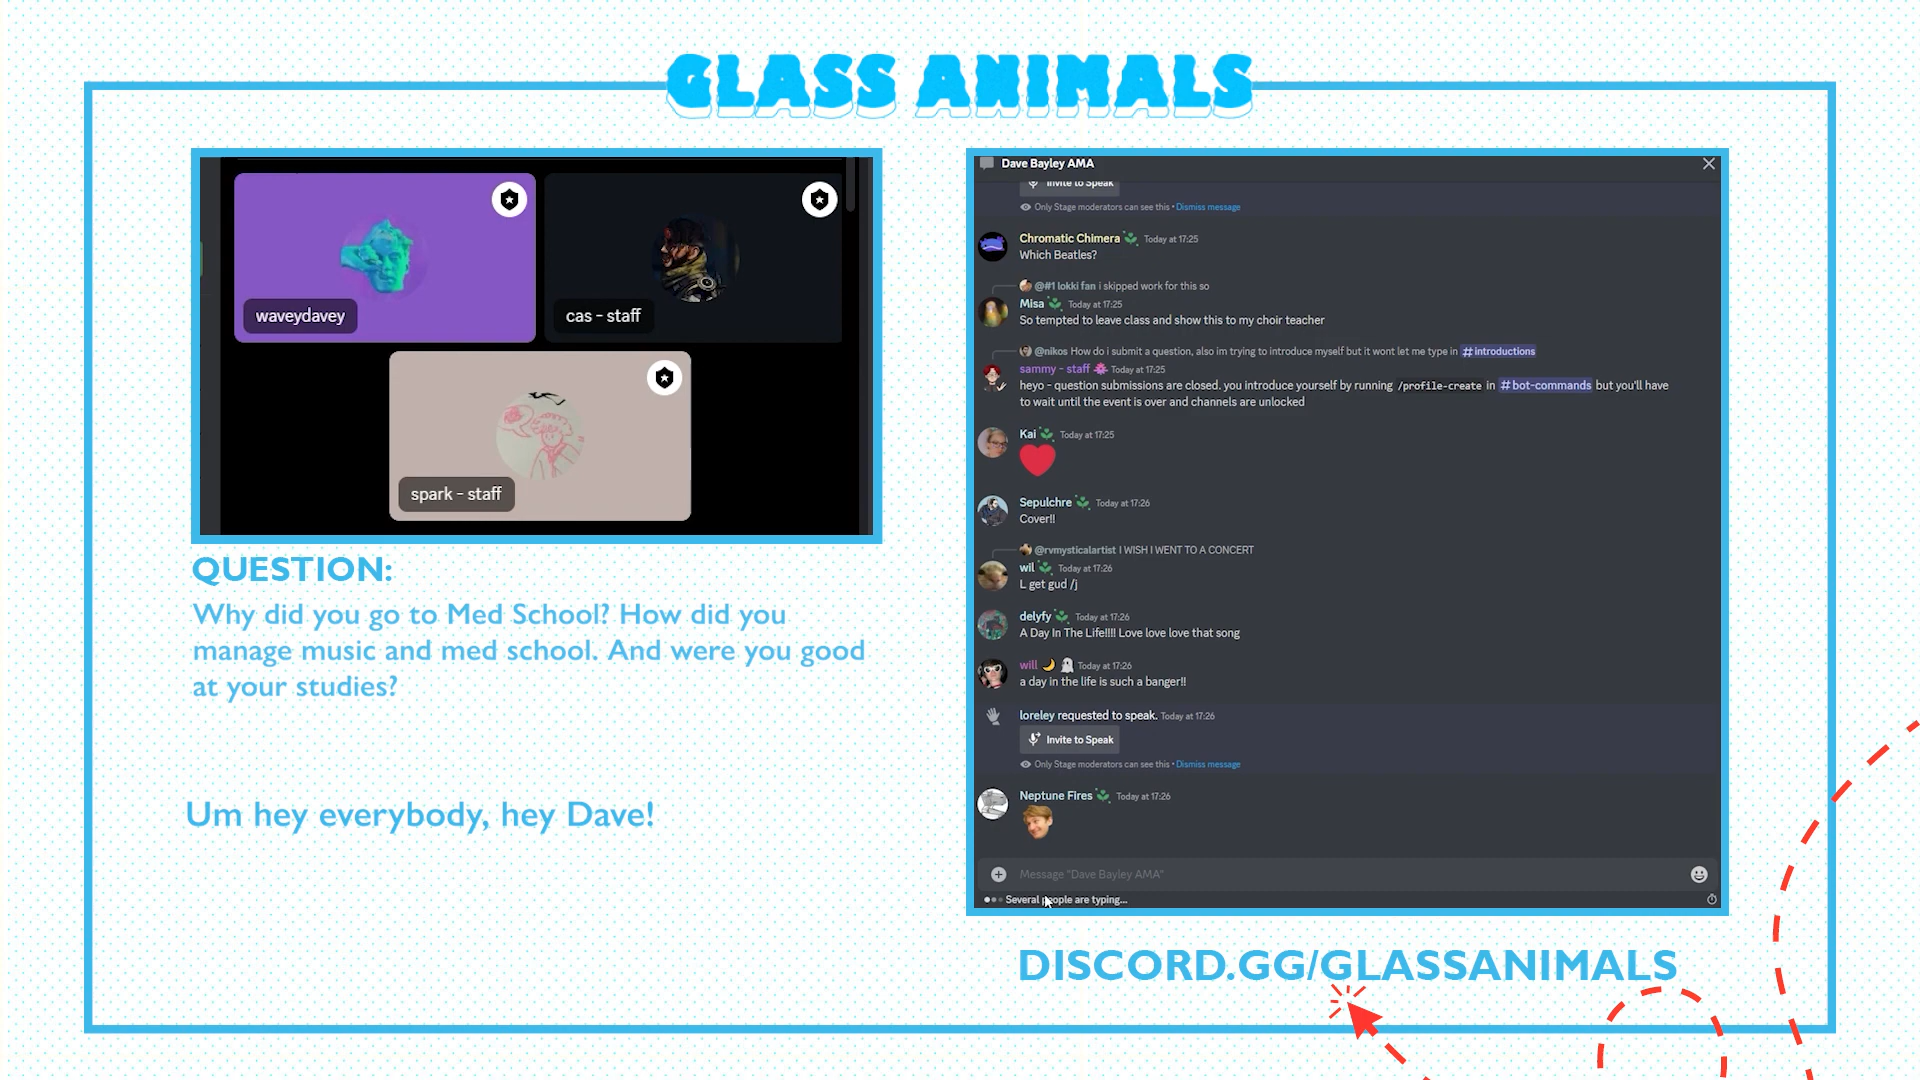 GLASS ANIMALS
waveydavey
cas - staff
spark - staff
QUESTION:
Why did you go to Med School? How did you
manage music and med school. And were you good
at your studies?
Um hey everybody, hey Dave!
Dave Bayley AMA
Invite to Speak
Only Stage moderators can see this • Dismiss message
Chromatic Chimera Today at 17:25
Which Beatles?
@#1 lokki fan i skipped work for this so
Misa Today at 17:25
So tempted to leave class and show this to my choir teacher
@nikos How do i submit a question, also im trying to introduce myself but it wont let me type in #introductions
sammy - staff Today at 17:25
heyo - question submissions are closed. you introduce yourself by running /profile-create in #bot-commands but you'll have
to wait until the event is over and channels are unlocked
Kai Today at 17:25
Sepulchre Today at 17:26
Cover!!
@rvmysticalartist I WISH I WENT TO A CONCERT
wil Today at 17:26
L get gud /j
delyfy Today at 17:26
A Day In The Life!!!! Love love love that song
will Today at 17:26
a day in the life is such a banger!!
loreley requested to speak. Today at 17:26
Invite to Speak
Only Stage moderators can see this • Dismiss message
Neptune Fires Today at 17:26
Message "Dave Bayley AMA"
Several people are typing...
DISCORD.GG/GLASSANIMALS